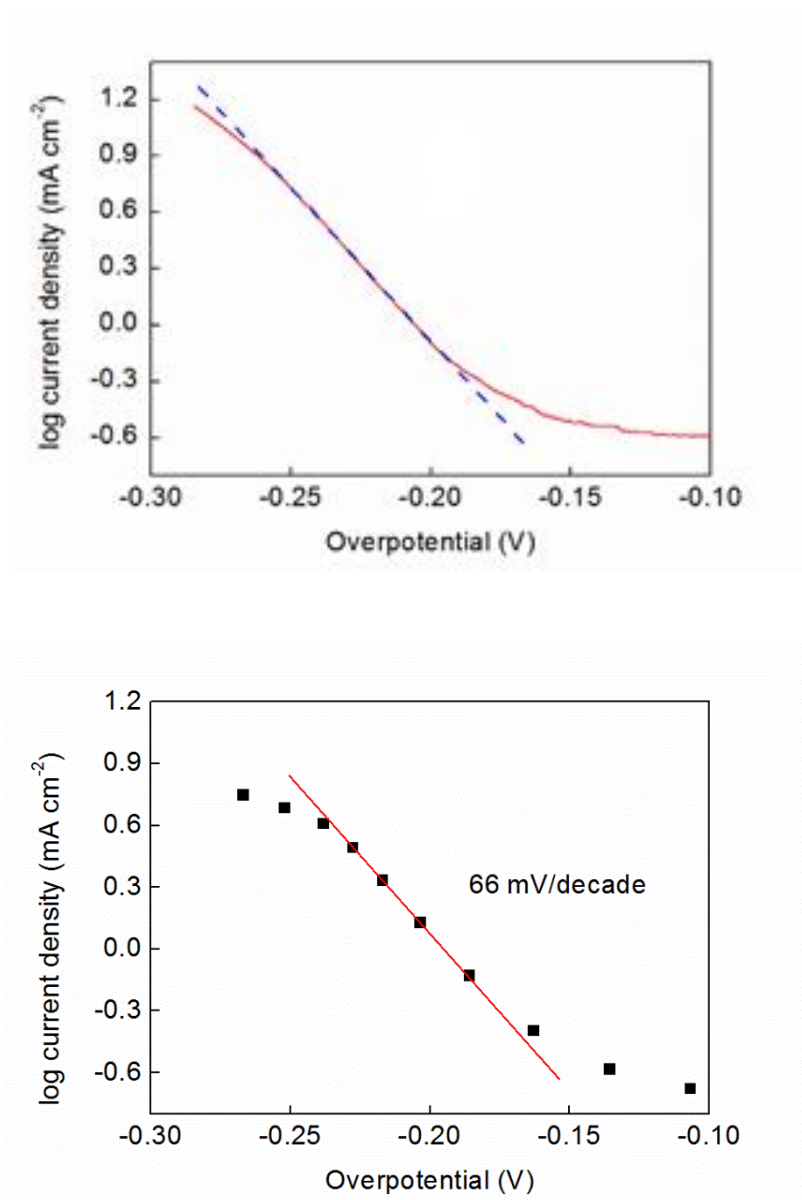 log current density (mA cm-2)
1.2
0.9
0.6
0.3
0.0
-0.3
-0.6
-0.30 -0.25 -0.20 -0.15 -0.10
Overpotential (V)
log current density (mA cm-2)
1.2
0.9
0.6
0.3
0.0
-0.3
-0.6
66 mV/decade
-0.30 -0.25 -0.20 -0.15 -0.10
Overpotential (V)